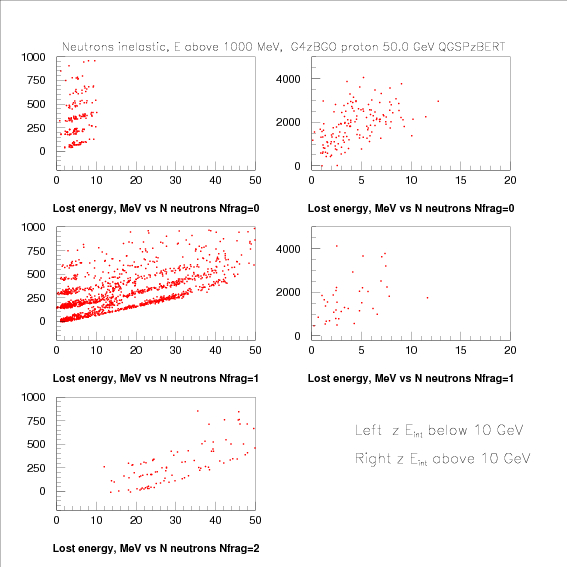 Neutrons inelastic, E above 1000 MeV, G4zBGO proton 50.0 GeV QGSPzBERT
1000
750
500
250
0
0 10 20 30 40 50
Lost energy, MeV vs N neutrons Nfrag=0
4000
2000
0
0 5 10 15 20
Lost energy, MeV vs N neutrons Nfrag=0
1000
750
500
250
0
0 10 20 30 40 50
Lost energy, MeV vs N neutrons Nfrag=1
4000
2000
0
0 5 10 15 20
Lost energy, MeV vs N neutrons Nfrag=1
1000
750
500
250
0
0 10 20 30 40 50
Lost energy, MeV vs N neutrons Nfrag=2
Left z Eint below 10 GeV
Right z Eint above 10 GeV